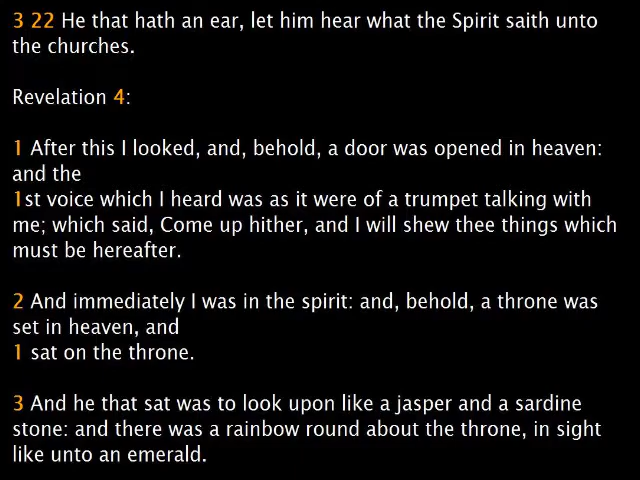 3 22 He that hath an ear, let him hear what the Spirit saith unto
the churches.
Revelation 4:
1 After this I looked, and, behold, a door was opened in heaven:
and the
1st voice which I heard was as it were of a trumpet talking with
me; which said, Come up hither, and I will shew thee things which
must be hereafter.
2 And immediately I was in the spirit: and, behold, a throne was
set in heaven, and
1 sat on the throne.
3 And he that sat was to look upon like a jasper and a sardine
stone: and there was a rainbow round about the throne, in sight
like unto an emerald.